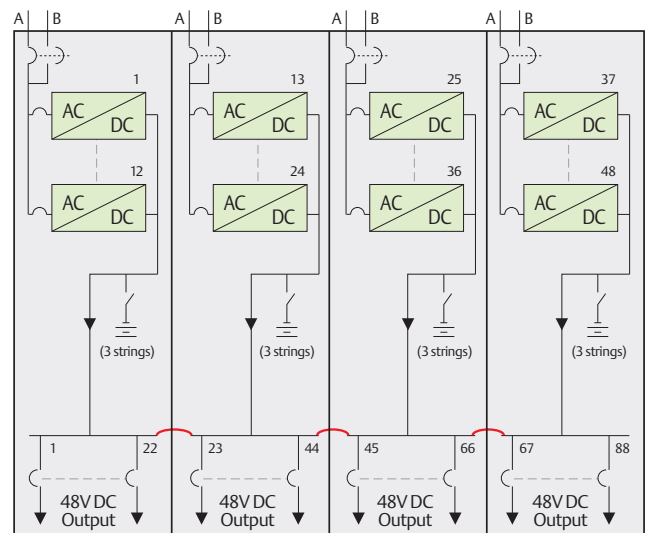 A B A B A B A B
1 13 25 37
AC AC AC AC
DC DC DC DC
12 24 36 48
AC AC AC AC
DC DC DC DC
(3 strings) (3 strings) (3 strings) (3 strings)
1 22 23 44 45 66 67 88
48V DC 48V DC 48V DC 48V DC
Output Output Output Output